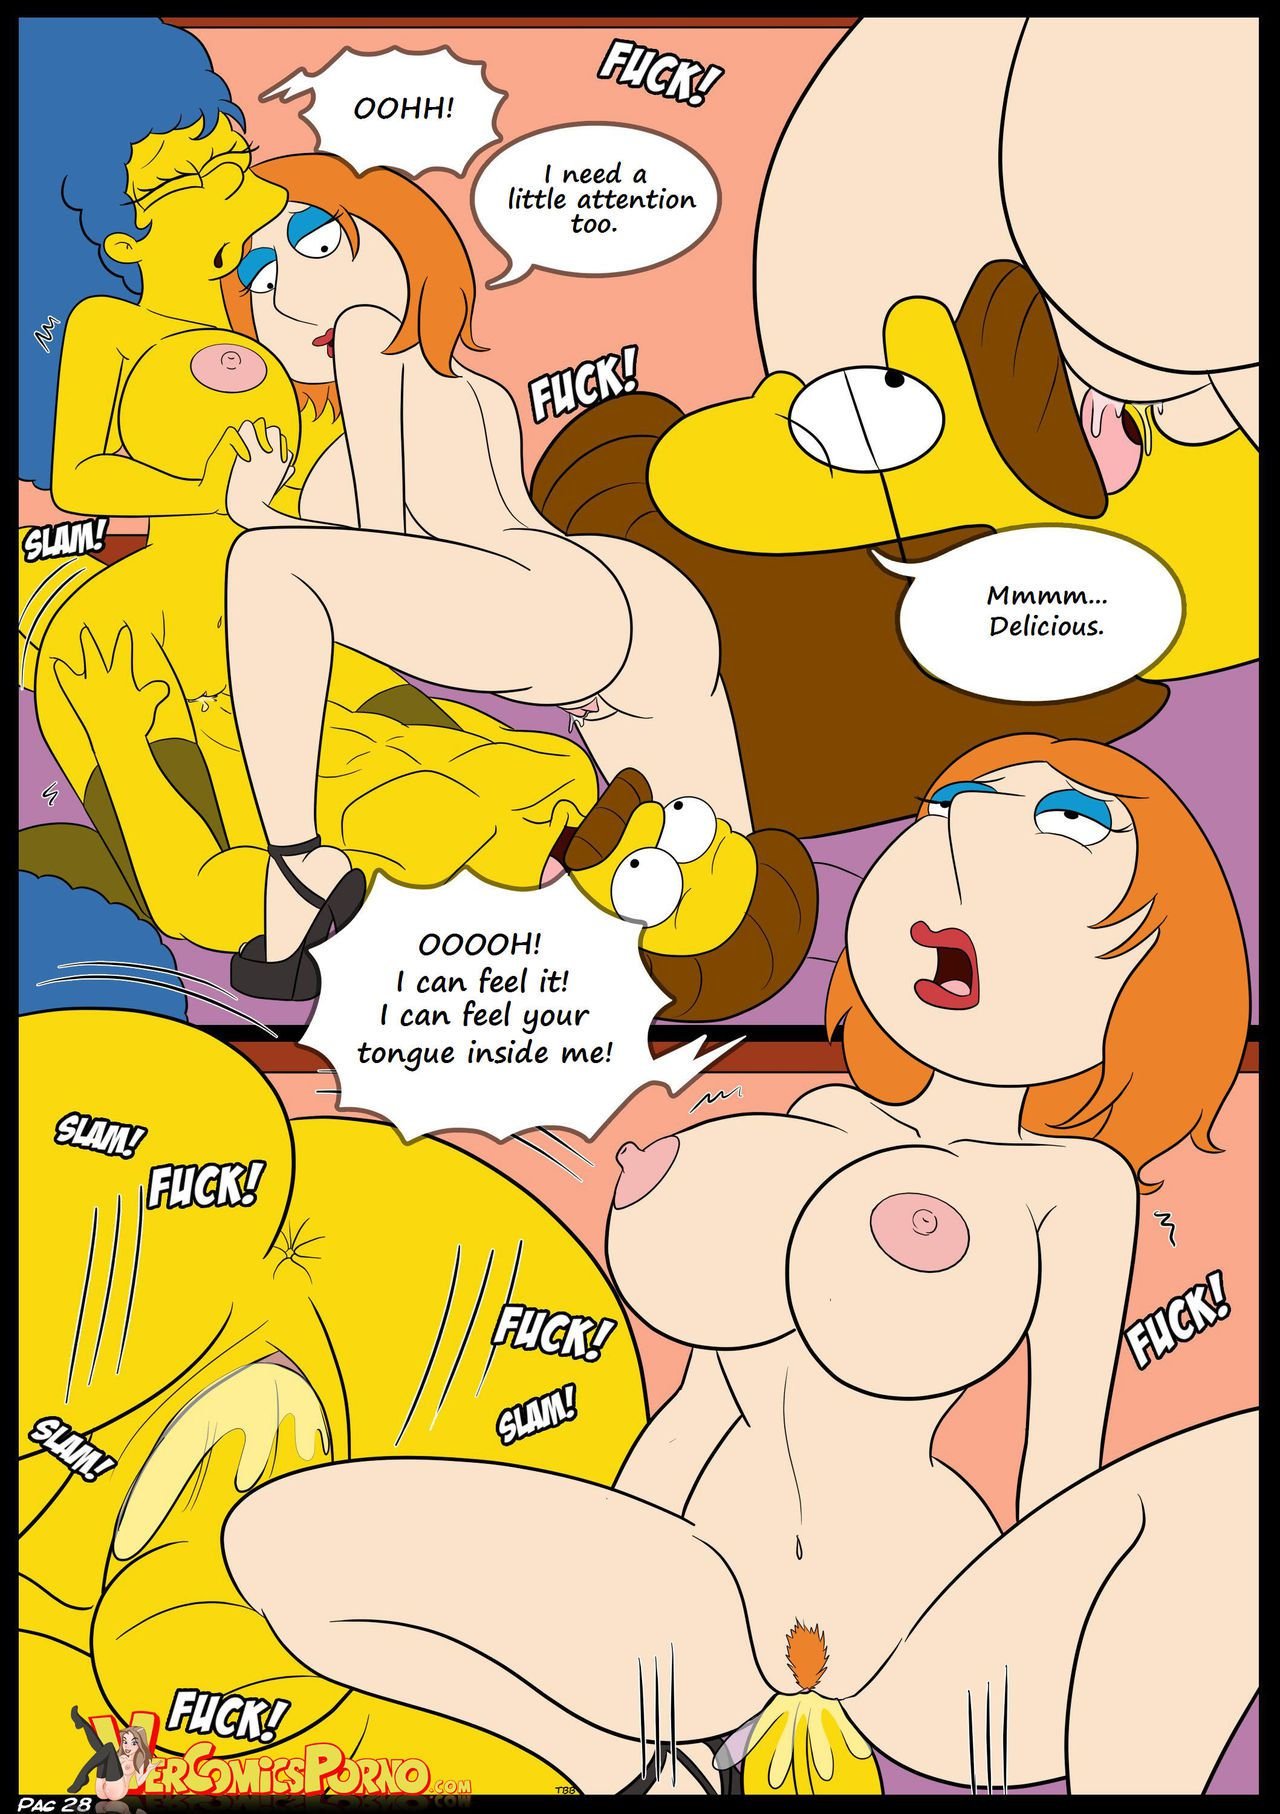 FUCK!
OOHH!
I need a
little attention
too.
FUCK!
SLAM!
Mmmm...
Delicious.
OOOOH!
I can feel it!
I can feel your
tongue inside me!
SLAM!
FUCK!
FUCK!
FUCK!
SLAM!
SLAM!
FUCK!
VERCOMICSPORNO.COM
TBB
PAG 28